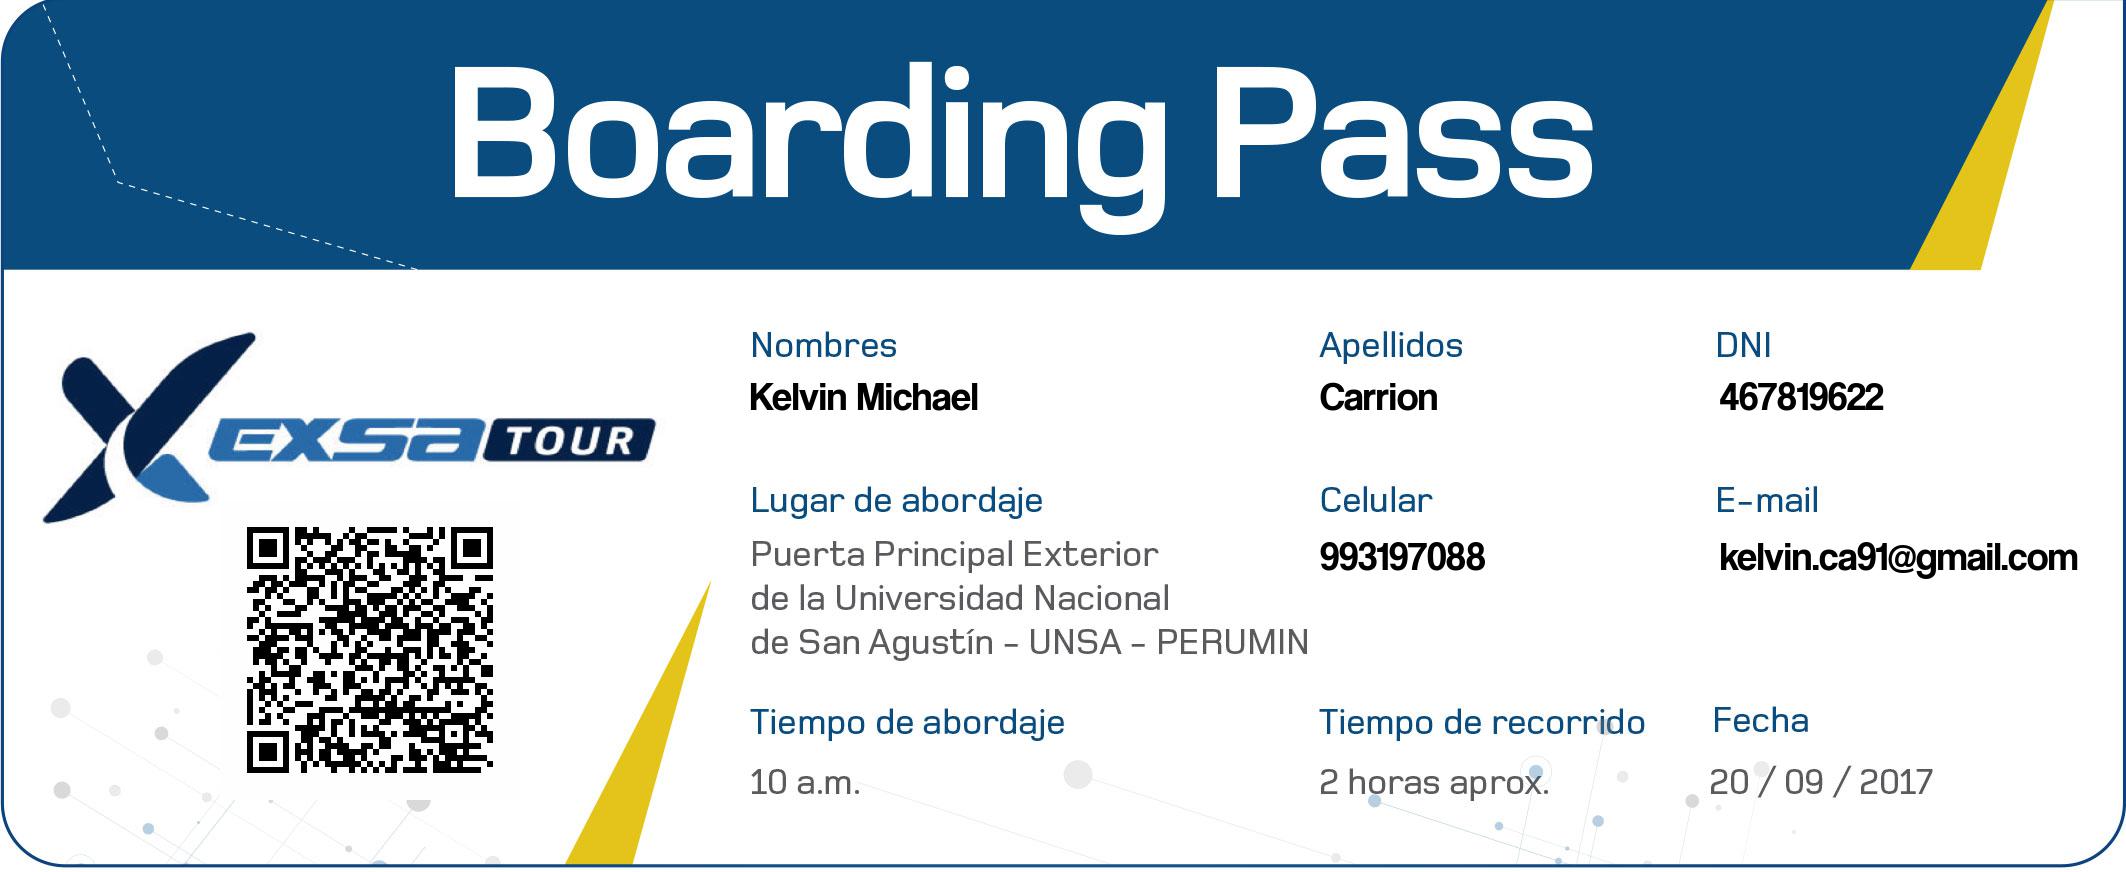 Boarding Pass
EXSA TOUR
Nombres
Kelvin Michael
Apellidos
Carrion
DNI
467819622
Lugar de abordaje
Puerta Principal Exterior
de la Universidad Nacional
de San Agustín - UNSA - PERUMIN
Celular
993197088
E-mail
kelvin.ca91@gmail.com
Tiempo de abordaje
10 a.m.
Tiempo de recorrido
2 horas aprox.
Fecha
20 / 09 / 2017